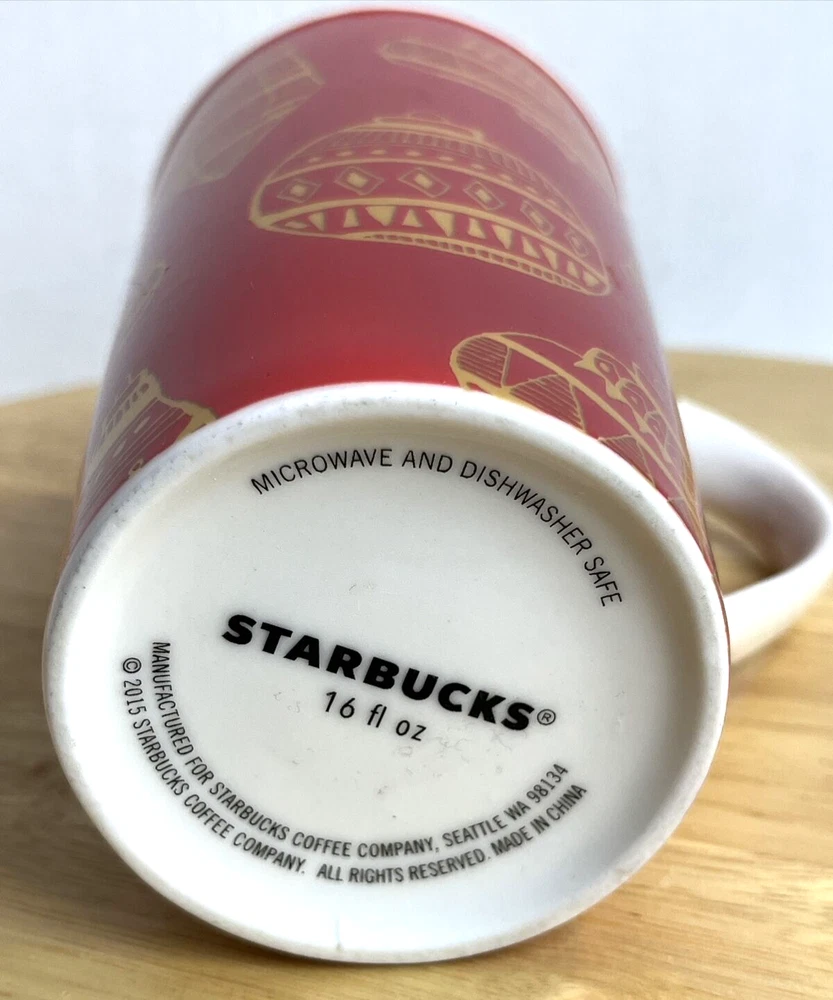 MICROWAVE AND DISHWASHER SAFE
STARBUCKS®
16 fl oz
MANUFACTURED FOR STARBUCKS COFFEE COMPANY, SEATTLE WA 98134
© 2015 STARBUCKS COFFEE COMPANY. ALL RIGHTS RESERVED. MADE IN CHINA